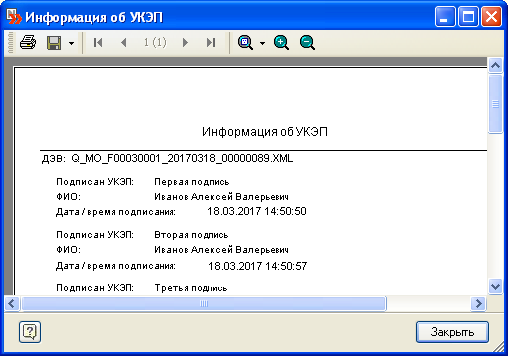 Информация об УКЭП
1 (1)
Информация об УКЭП
ДЭВ: Q_MO_F00030001_20170318_00000089.XML
Подписан УКЭП: Первая подпись
ФИО: Иванов Алексей Валерьевич
Дата / время подписания: 18.03.2017 14:50:50
Подписан УКЭП: Вторая подпись
ФИО: Иванов Алексей Валерьевич
Дата / время подписания: 18.03.2017 14:50:57
Подписан УКЭП: Третья подпись
Закрыть